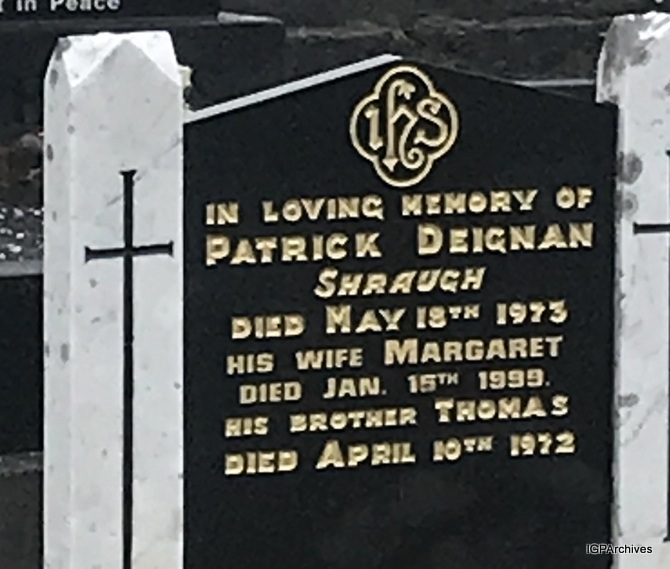 in Peace
ihs
IN LOVING MEMORY OF
PATRICK DEIGNAN
SHRAUGH
DIED MAY 18TH 1973
HIS WIFE MARGARET
DIED JAN. 15TH 1999.
HIS BROTHER THOMAS
DIED APRIL 10TH 1972
IGPArchives